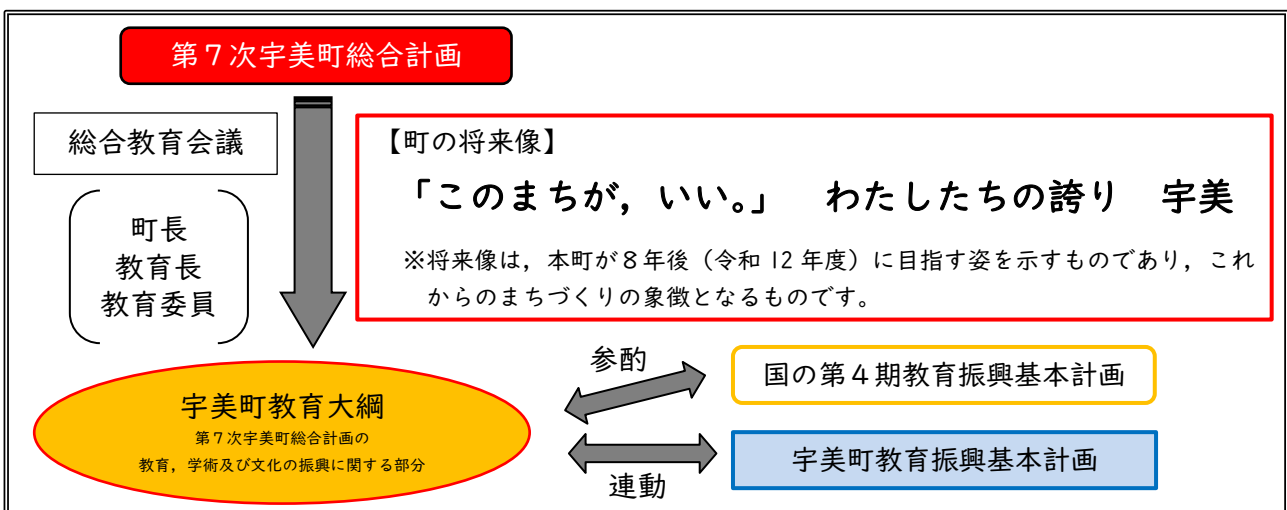 第7次宇美町総合計画
総合教育会議
町長
教育長
教育委員
【町の将来像】
「このまちが，いい。」　わたしたちの誇り　宇美
※将来像は，本町が８年後（令和 12 年度）に目指す姿を示すものであり，これ
からのまちづくりの象徴となるものです。
宇美町教育大綱
第７次宇美町総合計画の
教育，学術及び文化の振興に関する部分
参酌
国の第４期教育振興基本計画
連動
宇美町教育振興基本計画